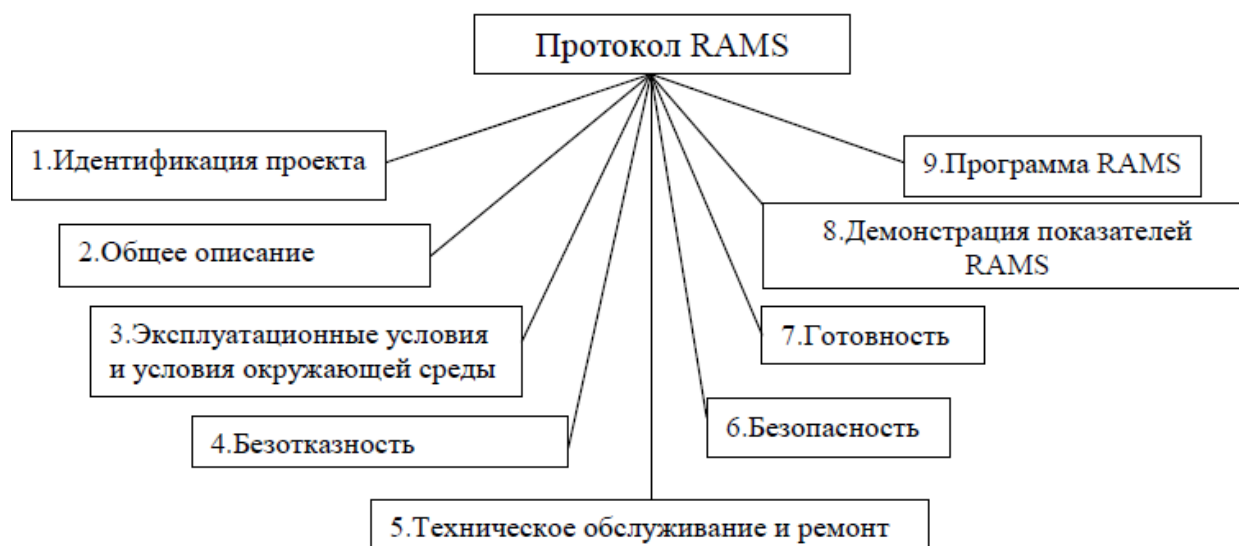 Протокол RAMS
1.Идентификация проекта
2.Общее описание
3.Эксплуатационные условия
и условия окружающей среды
4.Безотказность
5.Техническое обслуживание и ремонт
6.Безопасность
7.Готовность
8.Демонстрация показателей
RAMS
9.Программа RAMS